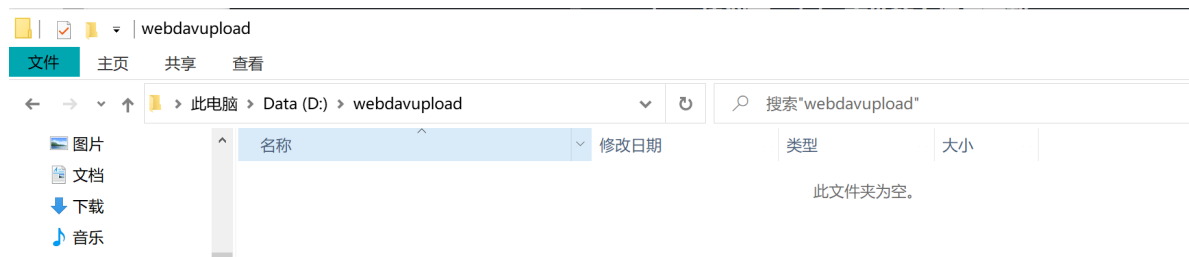 webdavupload
文件 主页 共享 查看
此电脑 Data (D:) webdavupload 搜索"webdavupload"
图片 名称 修改日期 类型 大小
文档 此文件夹为空。
下载
音乐